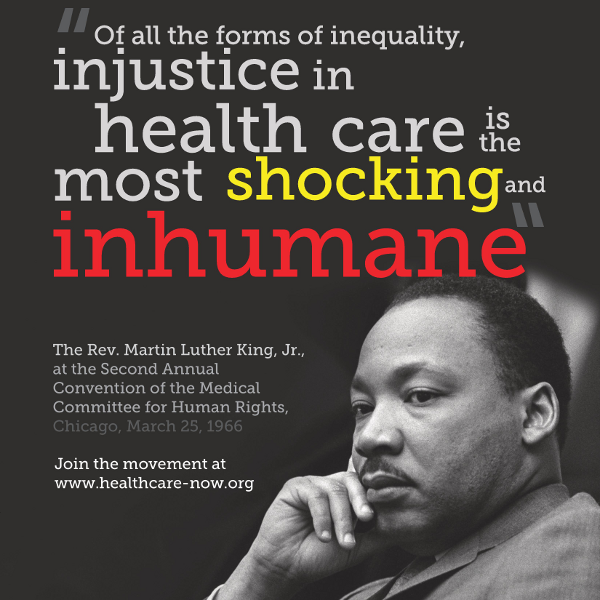 "Of all the forms of inequality,
injustice in
health care is the
most shocking and
inhumane"
The Rev. Martin Luther King, Jr.,
at the Second Annual
Convention of the Medical
Committee for Human Rights,
Chicago, March 25, 1966
Join the movement at
www.healthcare-now.org